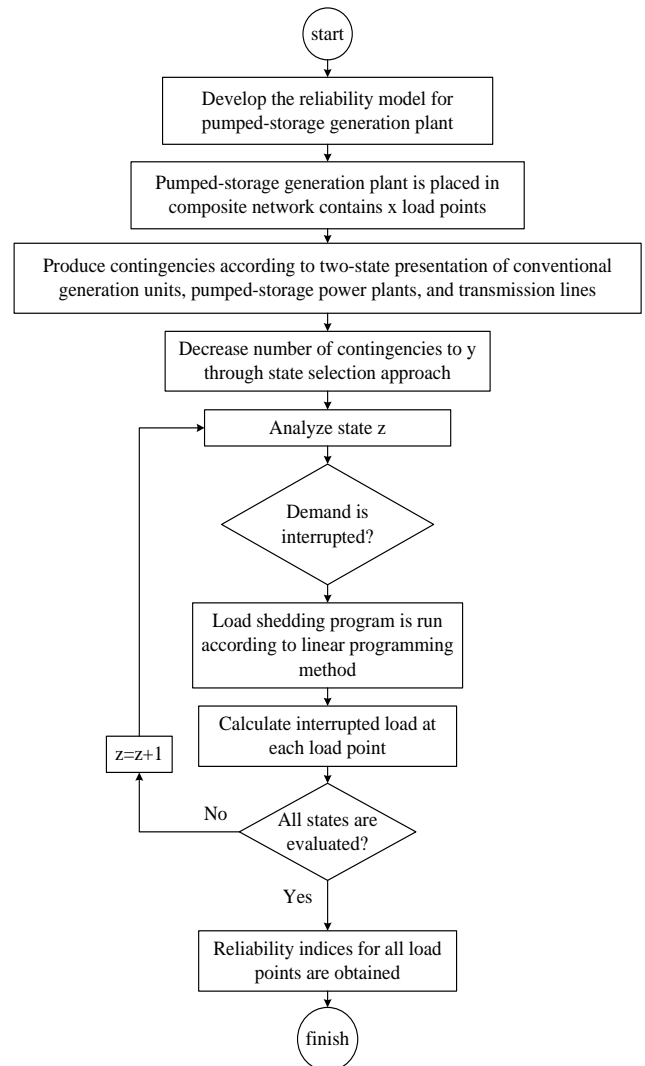 start
Develop the reliability model for
pumped-storage generation plant
Pumped-storage generation plant is placed in
composite network contains x load points
Produce contingencies according to two-state presentation of conventional
generation units, pumped-storage power plants, and transmission lines
Decrease number of contingencies to y
through state selection approach
Analyze state z
Demand is
interrupted?
Load shedding program is run
according to linear programming
method
Calculate interrupted load at
each load point
z=z+1
No
All states are
evaluated?
Yes
Reliability indices for all load
points are obtained
finish